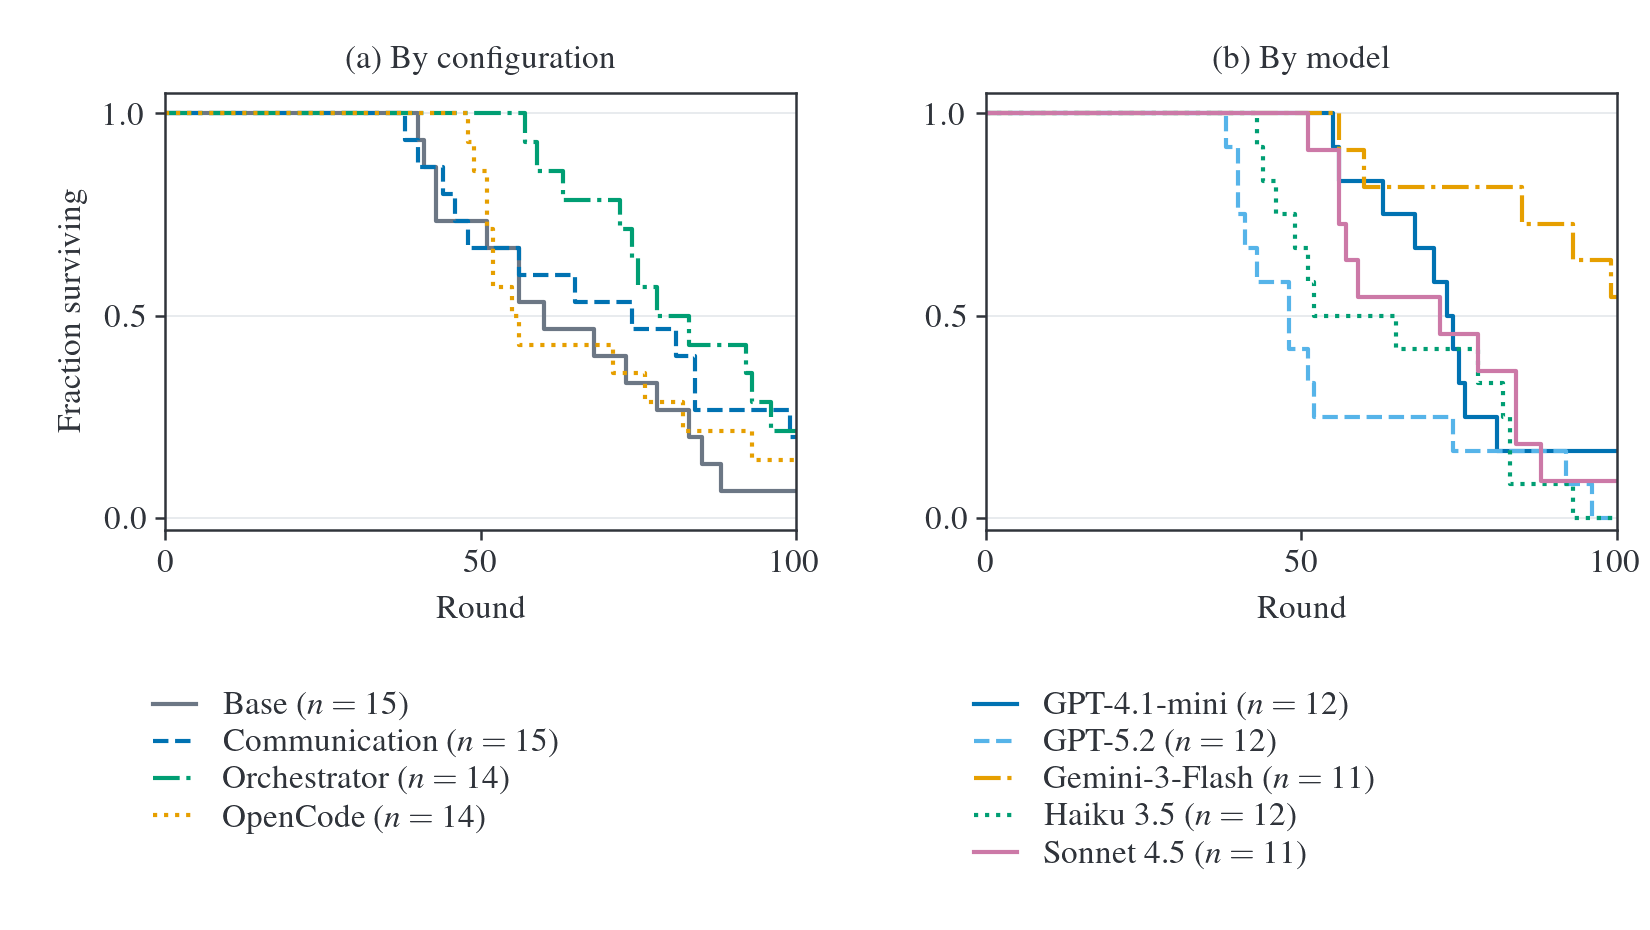 (a) By configuration
Fraction surviving
1.0
0.5
0.0
0 50 100
Round
Base (n = 15)
Communication (n = 15)
Orchestrator (n = 14)
OpenCode (n = 14)
(b) By model
1.0
0.5
0.0
0 50 100
Round
GPT-4.1-mini (n = 12)
GPT-5.2 (n = 12)
Gemini-3-Flash (n = 11)
Haiku 3.5 (n = 12)
Sonnet 4.5 (n = 11)